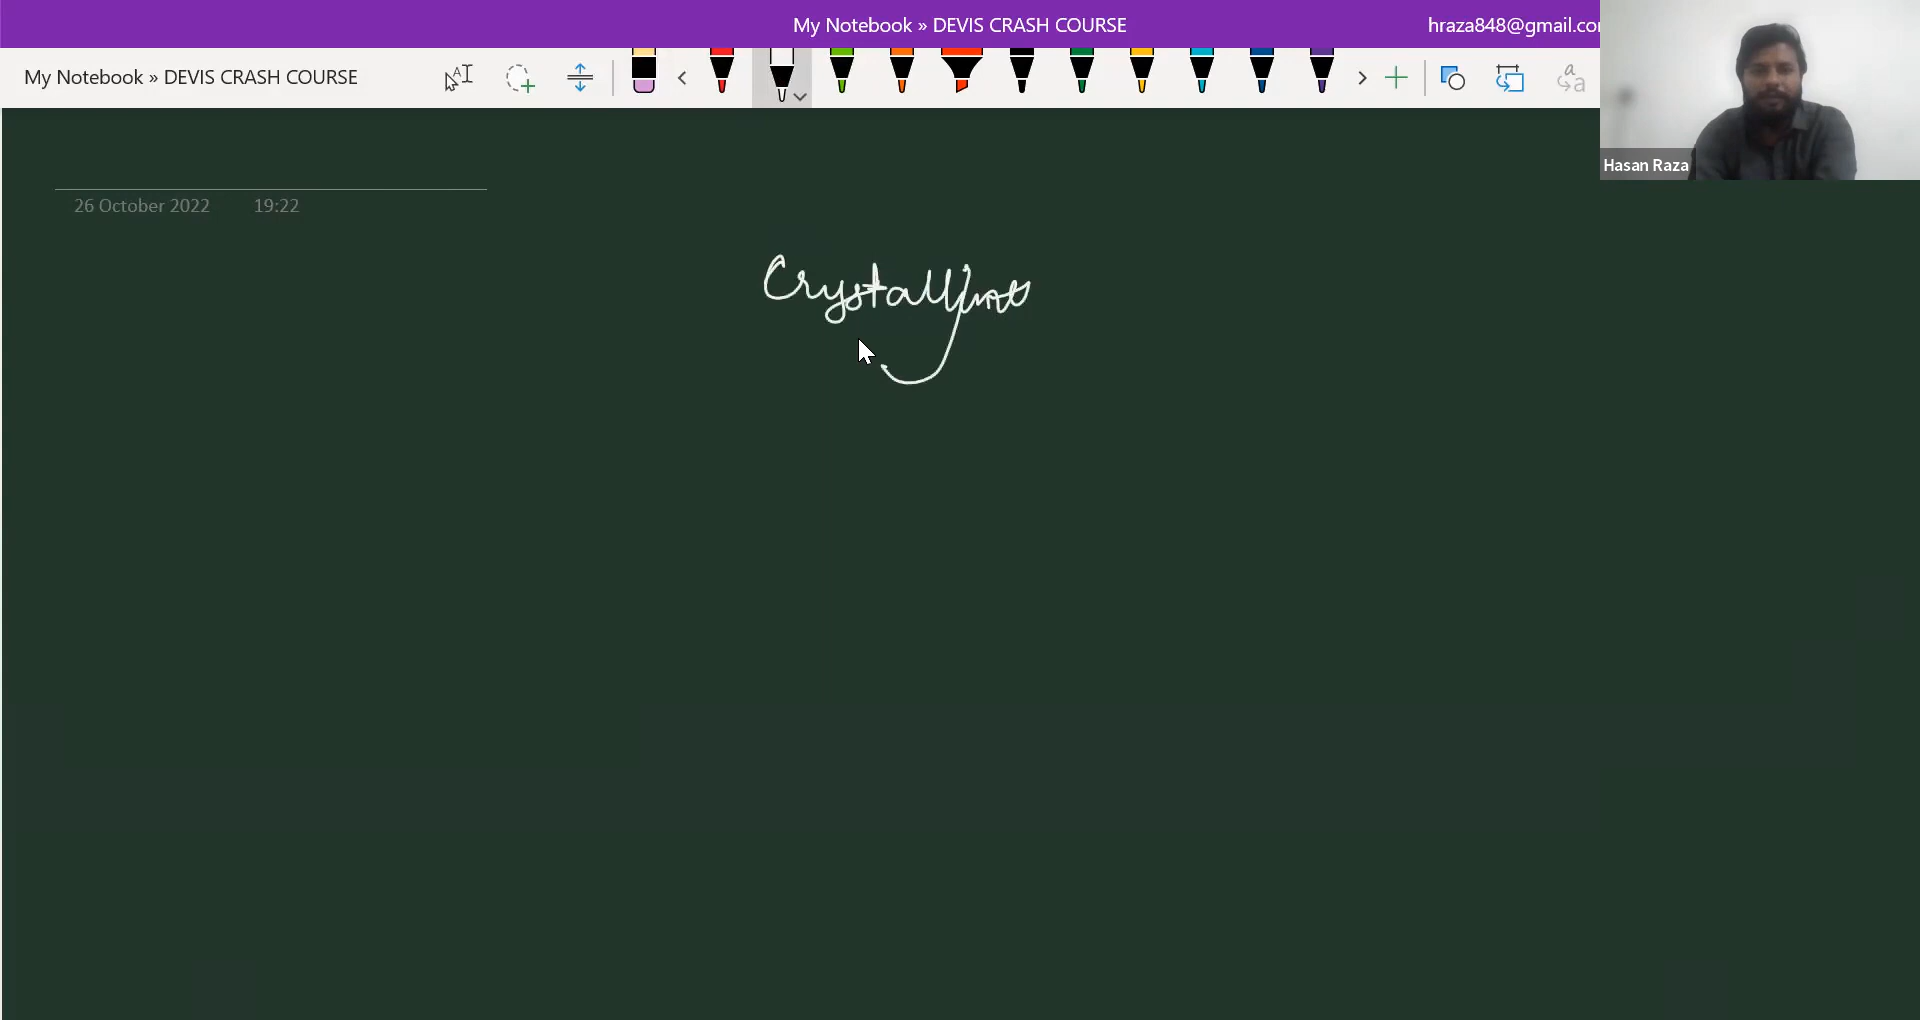 My Notebook » DEVIS CRASH COURSE
hraza848@gmail.co
My Notebook » DEVIS CRASH COURSE
Hasan Raza
26 October 2022 19:22